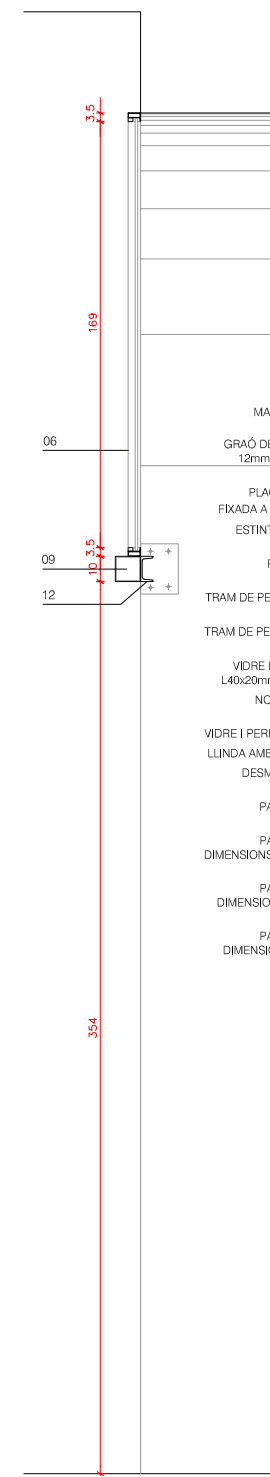 3.5
169
06
3.5
09
10
12
354
MA
GRAÓ DE
12mm
PLA
FIXADA A
ESTINT
TRAM DE PE
TRAM DE PE
VIDRE
L40x20mm
NO
VIDRE I PERI
LLINDA AMB
DESM
PA
PA
DIMENSIONS
PA
DIMENSIO
PA
DIMENSIO